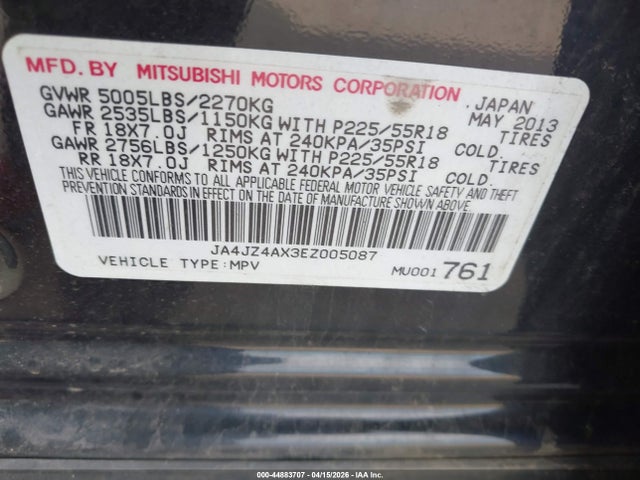 MFD. BY MITSUBISHI MOTORS CORPORATION JAPAN
GVWR 5005LBS/2270KG MAY 2013
GAWR 2535LBS/1150KG WITH P225/55R18 TIRES
FR 18X7.0J RIMS AT 240KPA/35PSI COLD.
GAWR 2756LBS/1250KG WITH P225/55R18 TIRES
RR 18X7.0J RIMS AT 240KPA/35PSI COLD.
THIS VEHICLE CONFORMS TO ALL APPLICABLE FEDERAL MOTOR VEHICLE SAFETY AND THEFT
PREVENTION STANDARDS IN EFFECT ON THE DATE OF MANUFACTURE SHOWN ABOVE.
JA4JZ4AX3EZ005087
VEHICLE TYPE:MPV MU001 761
000-44883707 - 04/15/2026 - IAA Inc.